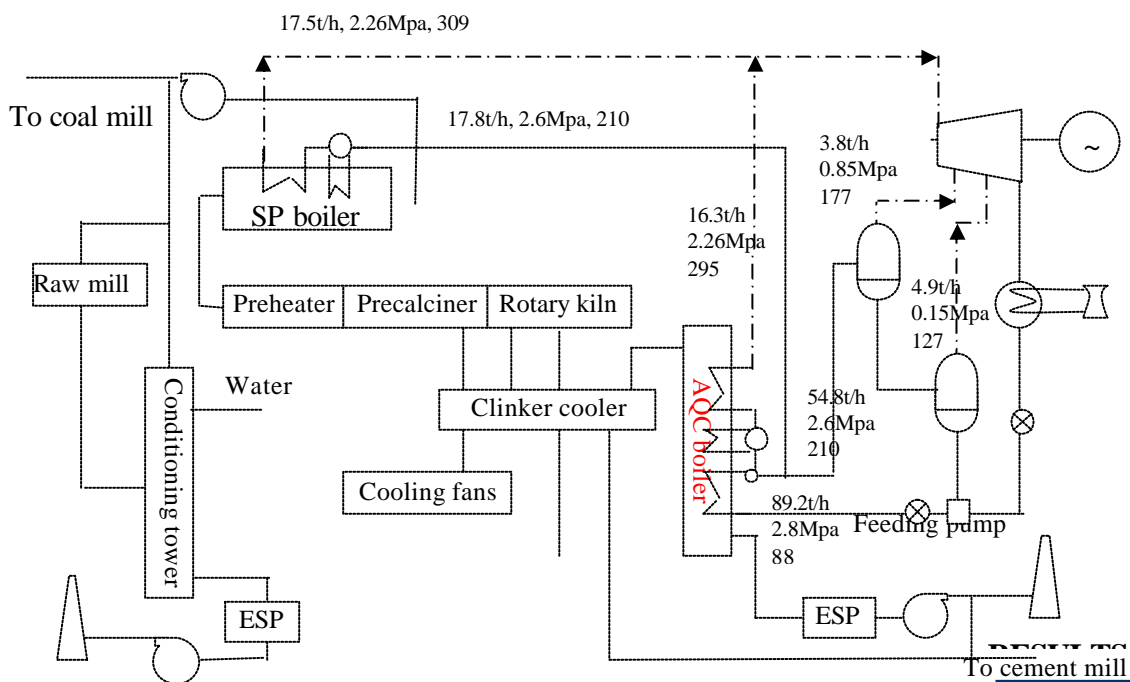 17.5t/h, 2.26Mpa, 309
To coal mill
17.8t/h, 2.6Mpa, 210
3.8t/h
0.85Mpa
177
~
SP boiler
16.3t/h
2.26Mpa
295
Raw mill
Preheater
Precalciner
Rotary kiln
4.9t/h
0.15Mpa
127
Conditioning tower
Water
Clinker cooler
AQC boiler
54.8t/h
2.6Mpa
210
Cooling fans
89.2t/h
2.8Mpa
88
Feeding pump
ESP
ESP
RESULTS
To cement mill